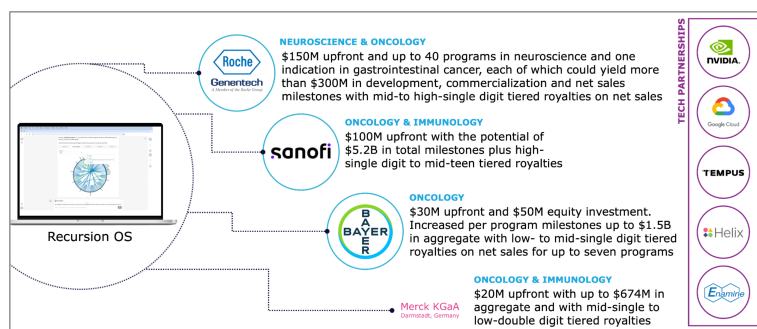 NEUROSCIENCE & ONCOLOGY
Roche
Genentech
A Member of the Roche Group
$150M upfront and up to 40 programs in neuroscience and one
indication in gastrointestinal cancer, each of which could yield more
than $300M in development, commercialization and net sales
milestones with mid-to high-single digit tiered royalties on net sales
ONCOLOGY & IMMUNOLOGY
sanofi
$100M upfront with the potential of
$5.2B in total milestones plus high-
single digit to mid-teen tiered royalties
Recursion OS
ONCOLOGY
BAYER
BAYER
$30M upfront and $50M equity investment.
Increased per program milestones up to $1.5B
in aggregate with low- to mid-single digit tiered
royalties on net sales for up to seven programs
ONCOLOGY & IMMUNOLOGY
Merck KGaA
Darmstadt, Germany
$20M upfront with up to $674M in
aggregate and with mid-single to
low-double digit tiered royalties
TECH PARTNERSHIPS
NVIDIA.
Google Cloud
TEMPUS
Helix
Enamine